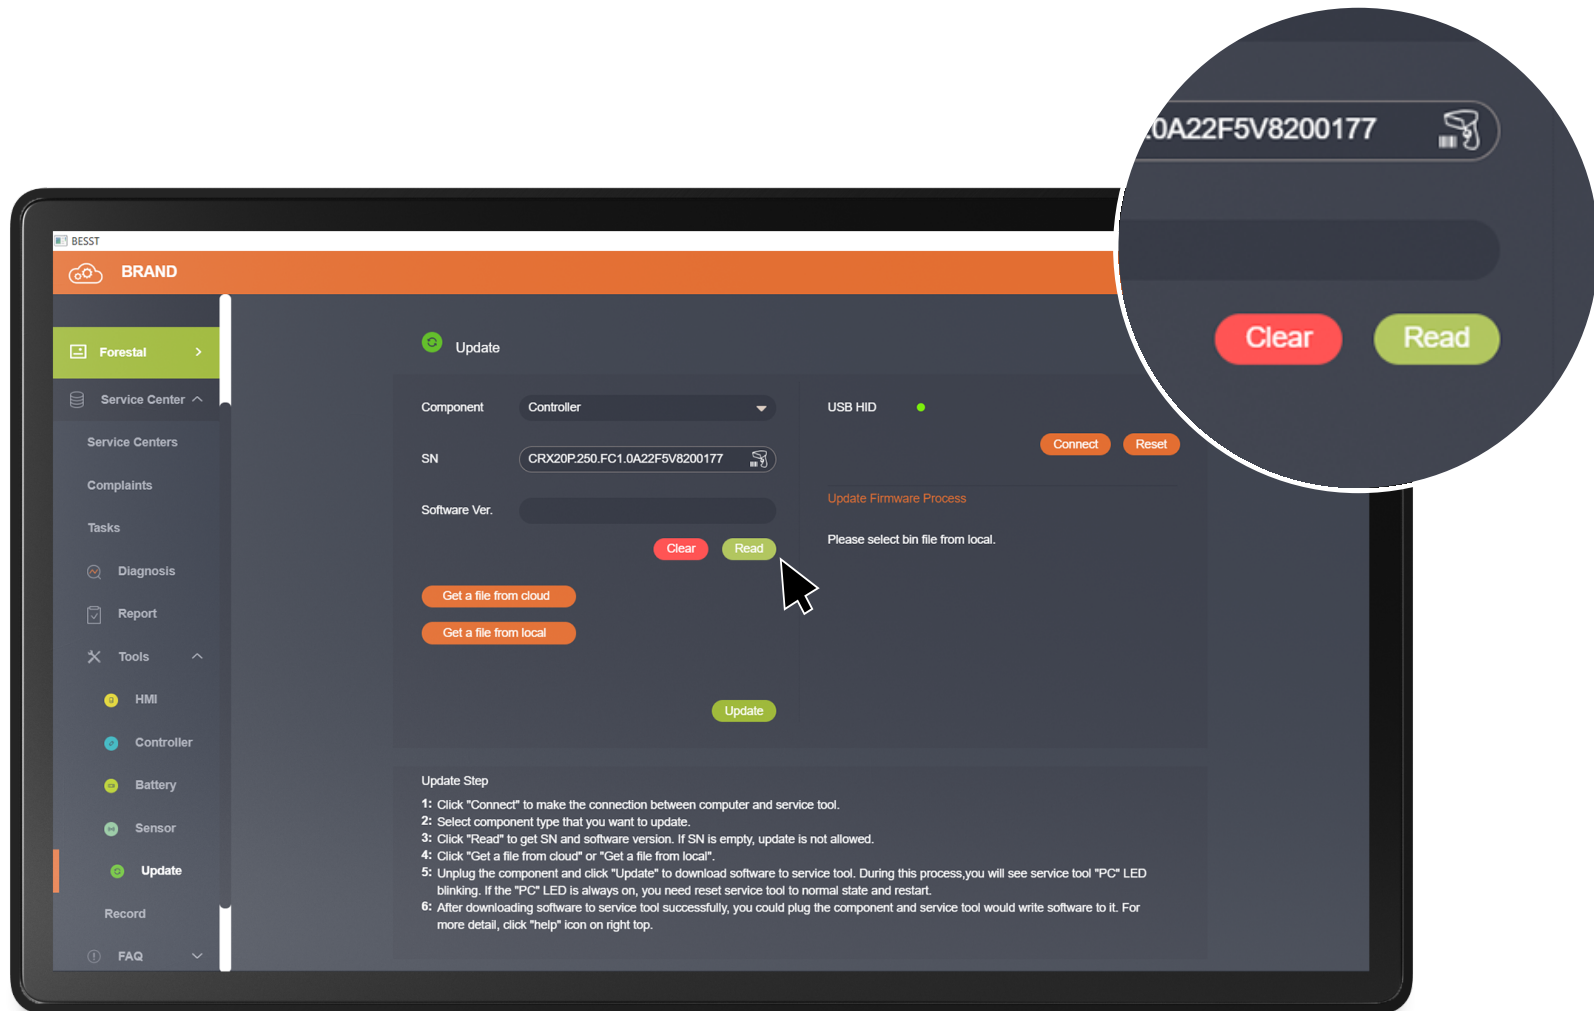 .0A22F5V8200177
Clear Read
BESST
BRAND
Forestal
Service Center
Service Centers
Complaints
Tasks
Diagnosis
Report
Tools
HMI
Controller
Battery
Sensor
Update
Record
FAQ
Update
Component Controller
SN CRX20P.250.FC1.0A22F5V8200177
Software Ver.
Clear Read
Get a file from cloud
Get a file from local
Update
USB HID
Connect Reset
Update Firmware Process
Please select bin file from local.
Update Step
1: Click "Connect" to make the connection between computer and service tool.
2: Select component type that you want to update.
3: Click "Read" to get SN and software version. If SN is empty, update is not allowed.
4: Click "Get a file from cloud" or "Get a file from local".
5: Unplug the component and click "Update" to download software to service tool. During this process,you will see service tool "PC" LED
blinking. If the "PC" LED is always on, you need reset service tool to normal state and restart.
6: After downloading software to service tool successfully, you could plug the component and service tool would write software to it. For
more detail, click "help" icon on right top.